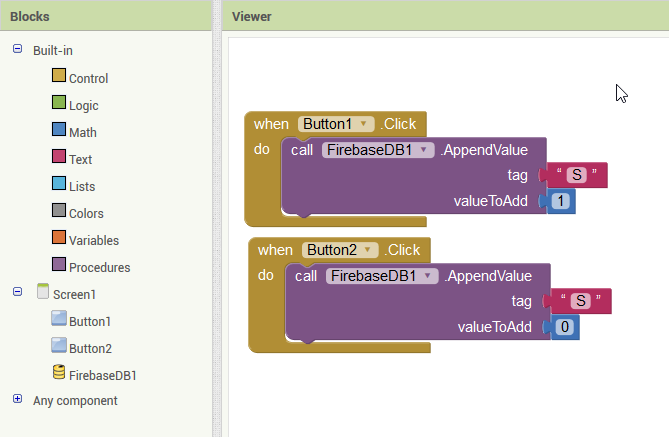 Blocks
Viewer
Built-in
Control
Logic
Math
Text
Lists
Colors
Variables
Procedures
Screen1
Button1
Button2
FirebaseDB1
Any component
when Button1 .Click
do call FirebaseDB1 .AppendValue
tag “ S ”
valueToAdd 1
when Button2 .Click
do call FirebaseDB1 .AppendValue
tag “ S ”
valueToAdd 0